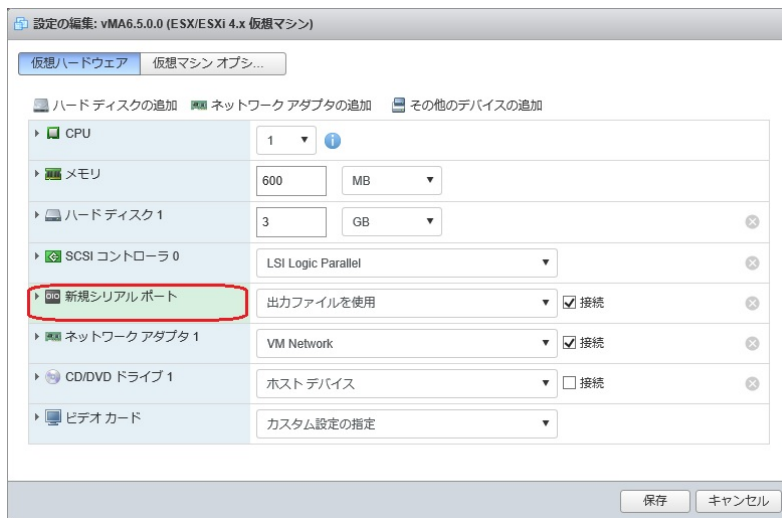 設定の編集: vMA6.5.0.0 (ESX/ESXi 4.x 仮想マシン)
仮想ハードウェア 仮想マシン オプシ...
ハード ディスクの追加 ネットワーク アダプタの追加 その他のデバイスの追加
CPU 1
メモリ 600 MB
ハード ディスク 1 3 GB
SCSI コントローラ 0 LSI Logic Parallel
新規シリアル ポート 出力ファイルを使用 接続
ネットワーク アダプタ 1 VM Network 接続
CD/DVD ドライブ 1 ホスト デバイス 接続
ビデオ カード カスタム設定の指定
保存 キャンセル